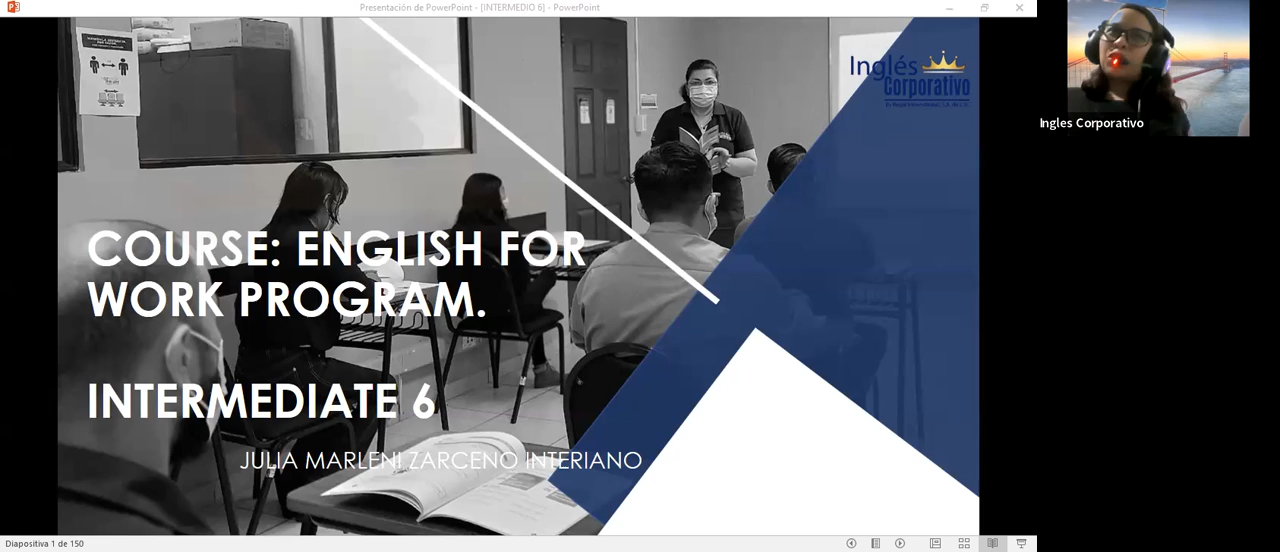 Presentación de PowerPoint - [INTERMEDIO 6] - PowerPoint
Inglés
Corporativo
Ingles Corporativo
COURSE: ENGLISH FOR
WORK PROGRAM.
INTERMEDIATE 6
JULIA MARLENI ZARCENO INTERIANO
Diapositiva 1 de 150